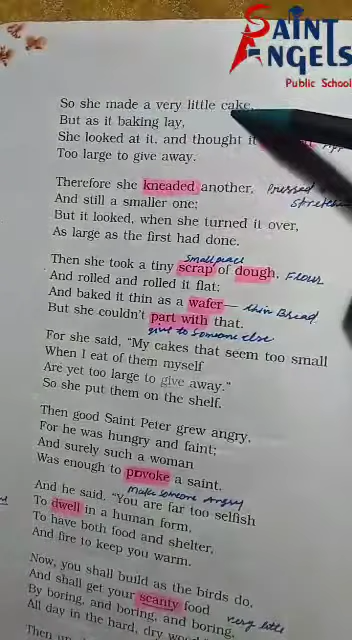 SAINT
ANGELS
Public School
So she made a very little cake,
But as it baking lay,
She looked at it, and thought it
Too large to give away.
Therefore she kneaded another, Pressed
And still a smaller one;
But it looked, when she turned it over,
As large as the first had done.
small piece
Then she took a tiny scrap of dough, Flour
And rolled and rolled it flat;
And baked it thin as a wafer— thin Bread.
But she couldn't part with that.
give to someone else
For she said, "My cakes that seem too small
When I eat of them myself
Are yet too large to give away."
So she put them on the shelf.
Then good Saint Peter grew angry,
For he was hungry and faint;
And surely such a woman
Was enough to provoke a saint.
Make someone Angry
And he said, "You are far too selfish
To dwell in a human form,
To have both food and shelter,
And fire to keep you warm.
Now, you shall build as the birds do,
And shall get your scanty food very little
By boring, and boring, and boring,
All day in the hard, dry